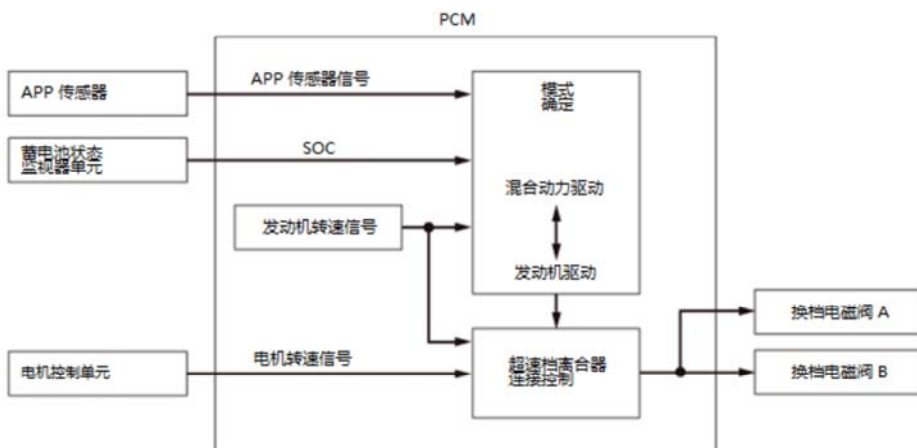 PCM
APP 传感器
APP 传感器信号
模式
确定
蓄电池状态
监视器单元
SOC
混合动力驱动
发动机转速信号
发动机驱动
换档电磁阀 A
电机控制单元
电机转速信号
超速档离合器
连接控制
换档电磁阀 B